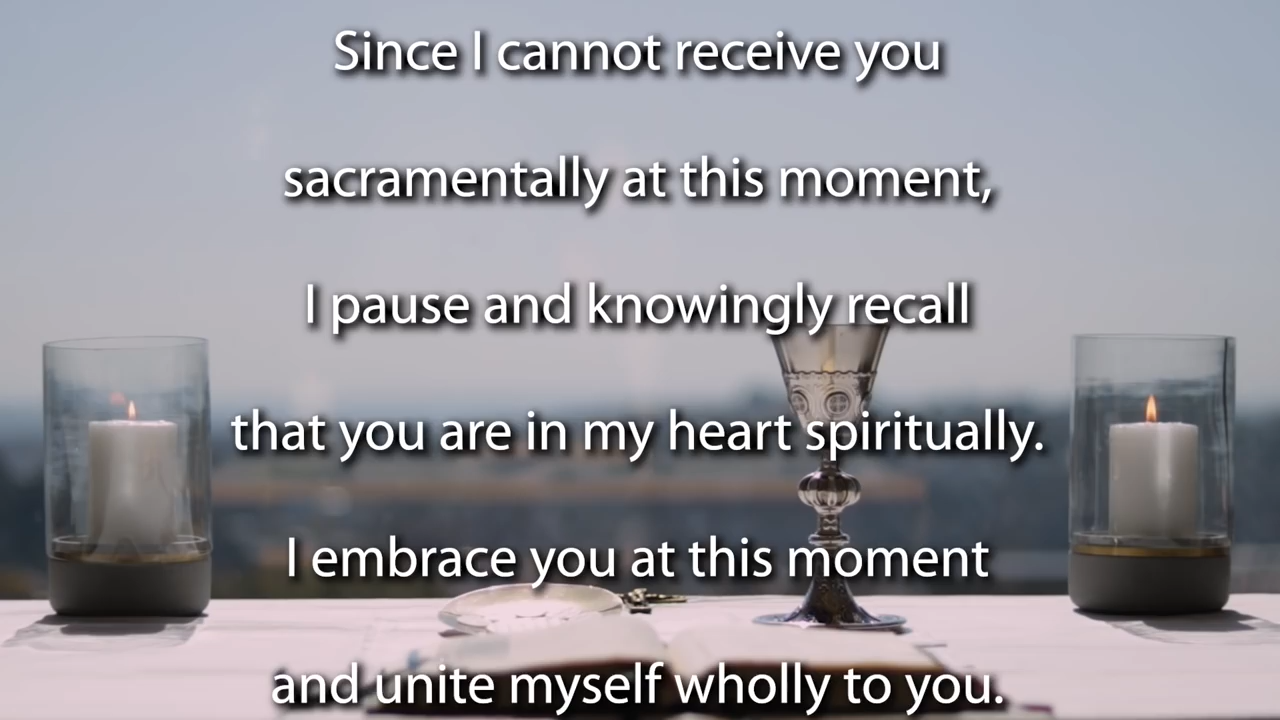 Since I cannot receive you
sacramentally at this moment,
I pause and knowingly recall
that you are in my heart spiritually.
I embrace you at this moment
and unite myself wholly to you.